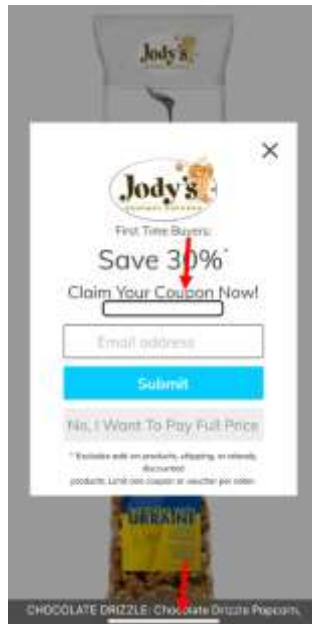 Jody's
Jody's
First Time Buyers:
Save 30%*
Claim Your Coupon Now!
Email address
Submit
No, I Want To Pay Full Price
* Excludes add-on products, shipping, or already
discounted
products. Limit one coupon or voucher per order.
UKRAINE
CHOCOLATE DRIZZLE: Chocolate Drizzle Popcorn,